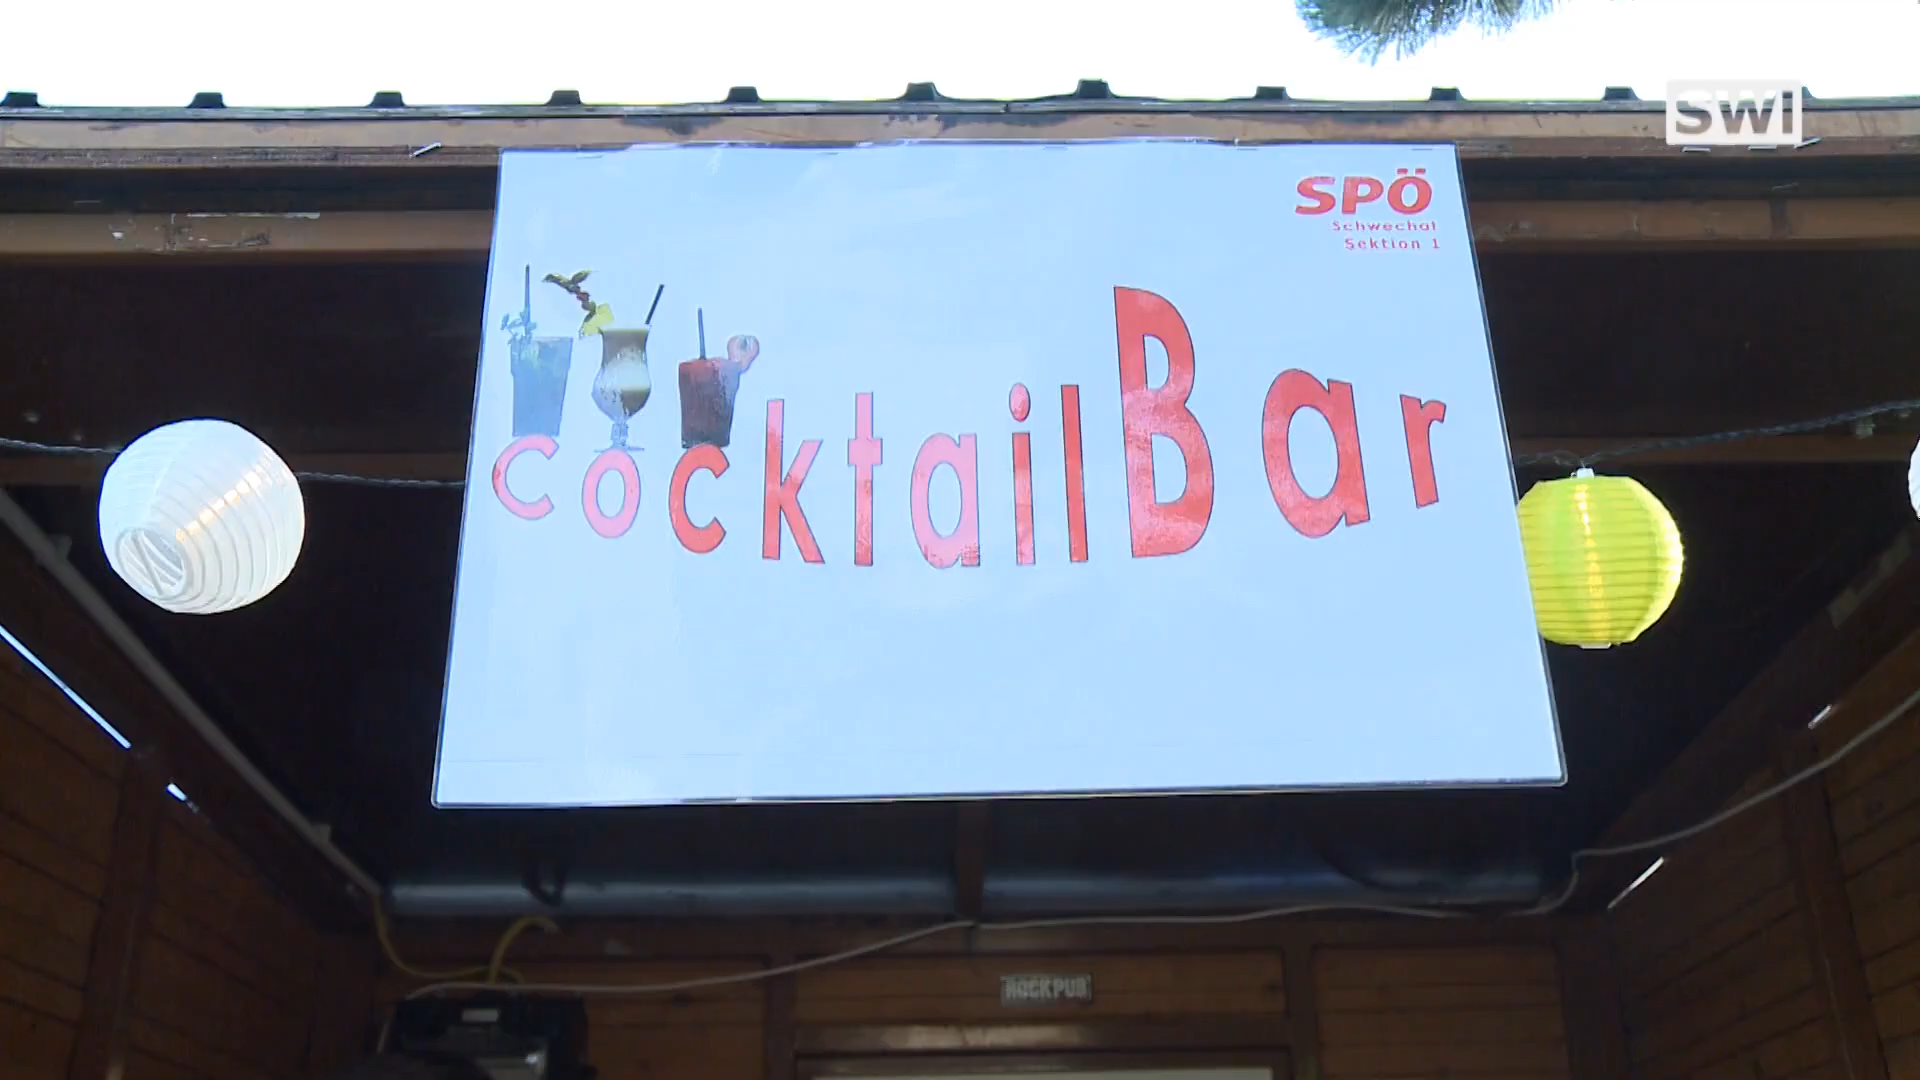 SWi
SPÖ
Schwechat
Sektion 1
cocktailBar
ROCKPUB